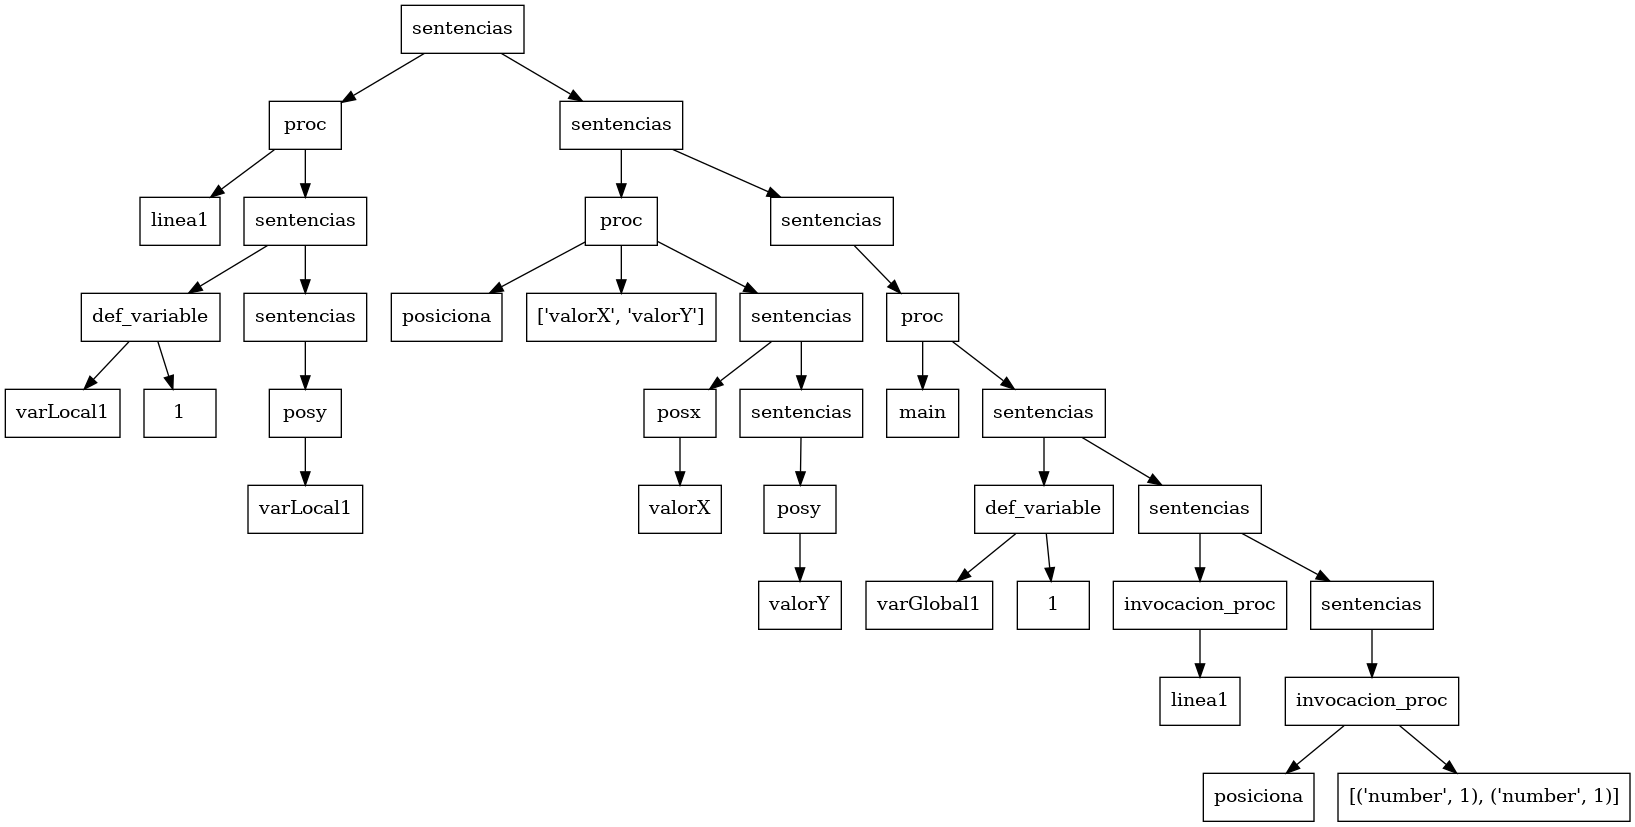 sentencias
proc
sentencias
linea1
sentencias
proc
sentencias
def_variable
sentencias
posiciona
['valorX', 'valorY']
sentencias
proc
varLocal1
1
posy
posx
sentencias
main
sentencias
varLocal1
valorX
posy
def_variable
sentencias
valorY
varGlobal1
1
invocacion_proc
sentencias
linea1
invocacion_proc
posiciona
[('number', 1), ('number', 1)]